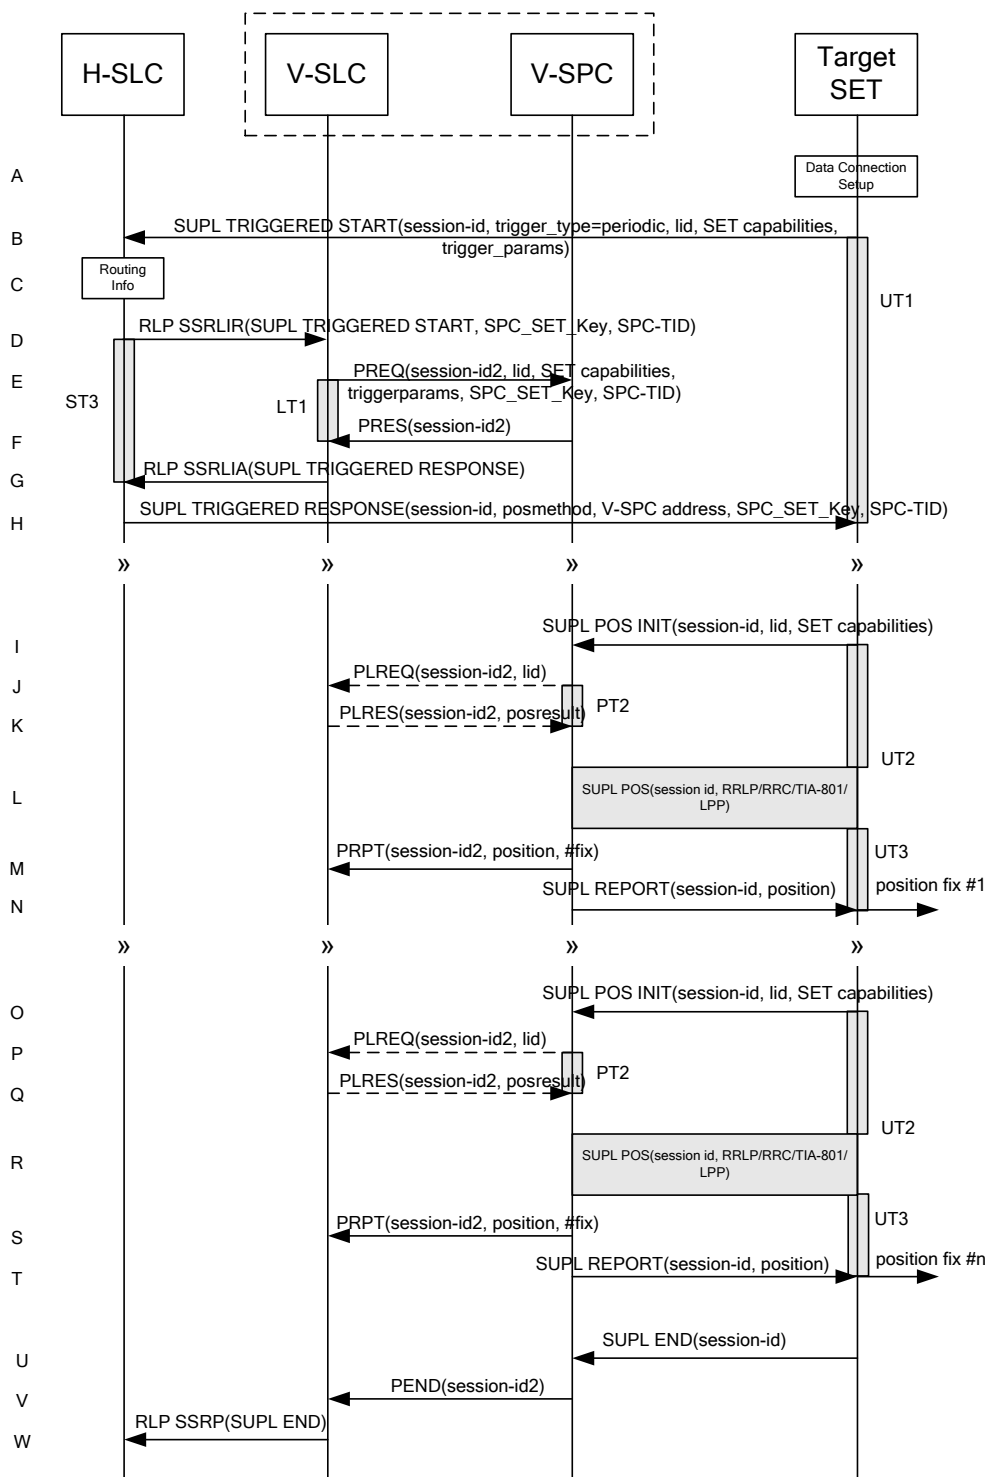 H-SLC
V-SLC
V-SPC
Target
SET
A
Data Connection
Setup
B
SUPL TRIGGERED START(session-id, trigger_type=periodic, lid, SET capabilities,
trigger_params)
C
Routing
Info
UT1
D
RLP SSRLIR(SUPL TRIGGERED START, SPC_SET_Key, SPC-TID)
E
PREQ(session-id2, lid, SET capabilities,
triggerparams, SPC_SET_Key, SPC-TID)
ST3
LT1
F
PRES(session-id2)
G
RLP SSRLIA(SUPL TRIGGERED RESPONSE)
H
SUPL TRIGGERED RESPONSE(session-id, posmethod, V-SPC address, SPC_SET_Key, SPC-TID)
» » » »
I
SUPL POS INIT(session-id, lid, SET capabilities)
J
PLREQ(session-id2, lid)
PT2
K
PLRES(session-id2, posresult)
UT2
L
SUPL POS(session id, RRLP/RRC/TIA-801/
LPP)
M
PRPT(session-id2, position, #fix)
UT3
N
SUPL REPORT(session-id, position)
position fix #1
» » » »
O
SUPL POS INIT(session-id, lid, SET capabilities)
P
PLREQ(session-id2, lid)
PT2
Q
PLRES(session-id2, posresult)
UT2
R
SUPL POS(session id, RRLP/RRC/TIA-801/
LPP)
S
PRPT(session-id2, position, #fix)
UT3
T
SUPL REPORT(session-id, position)
position fix #n
U
SUPL END(session-id)
V
PEND(session-id2)
W
RLP SSRP(SUPL END)